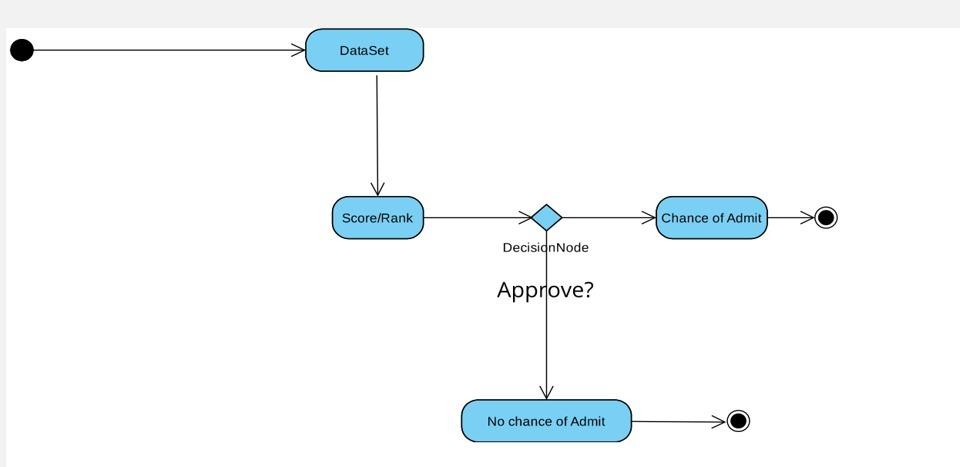 DataSet
Score/Rank
Chance of Admit
DecisionNode
Approve?
No chance of Admit